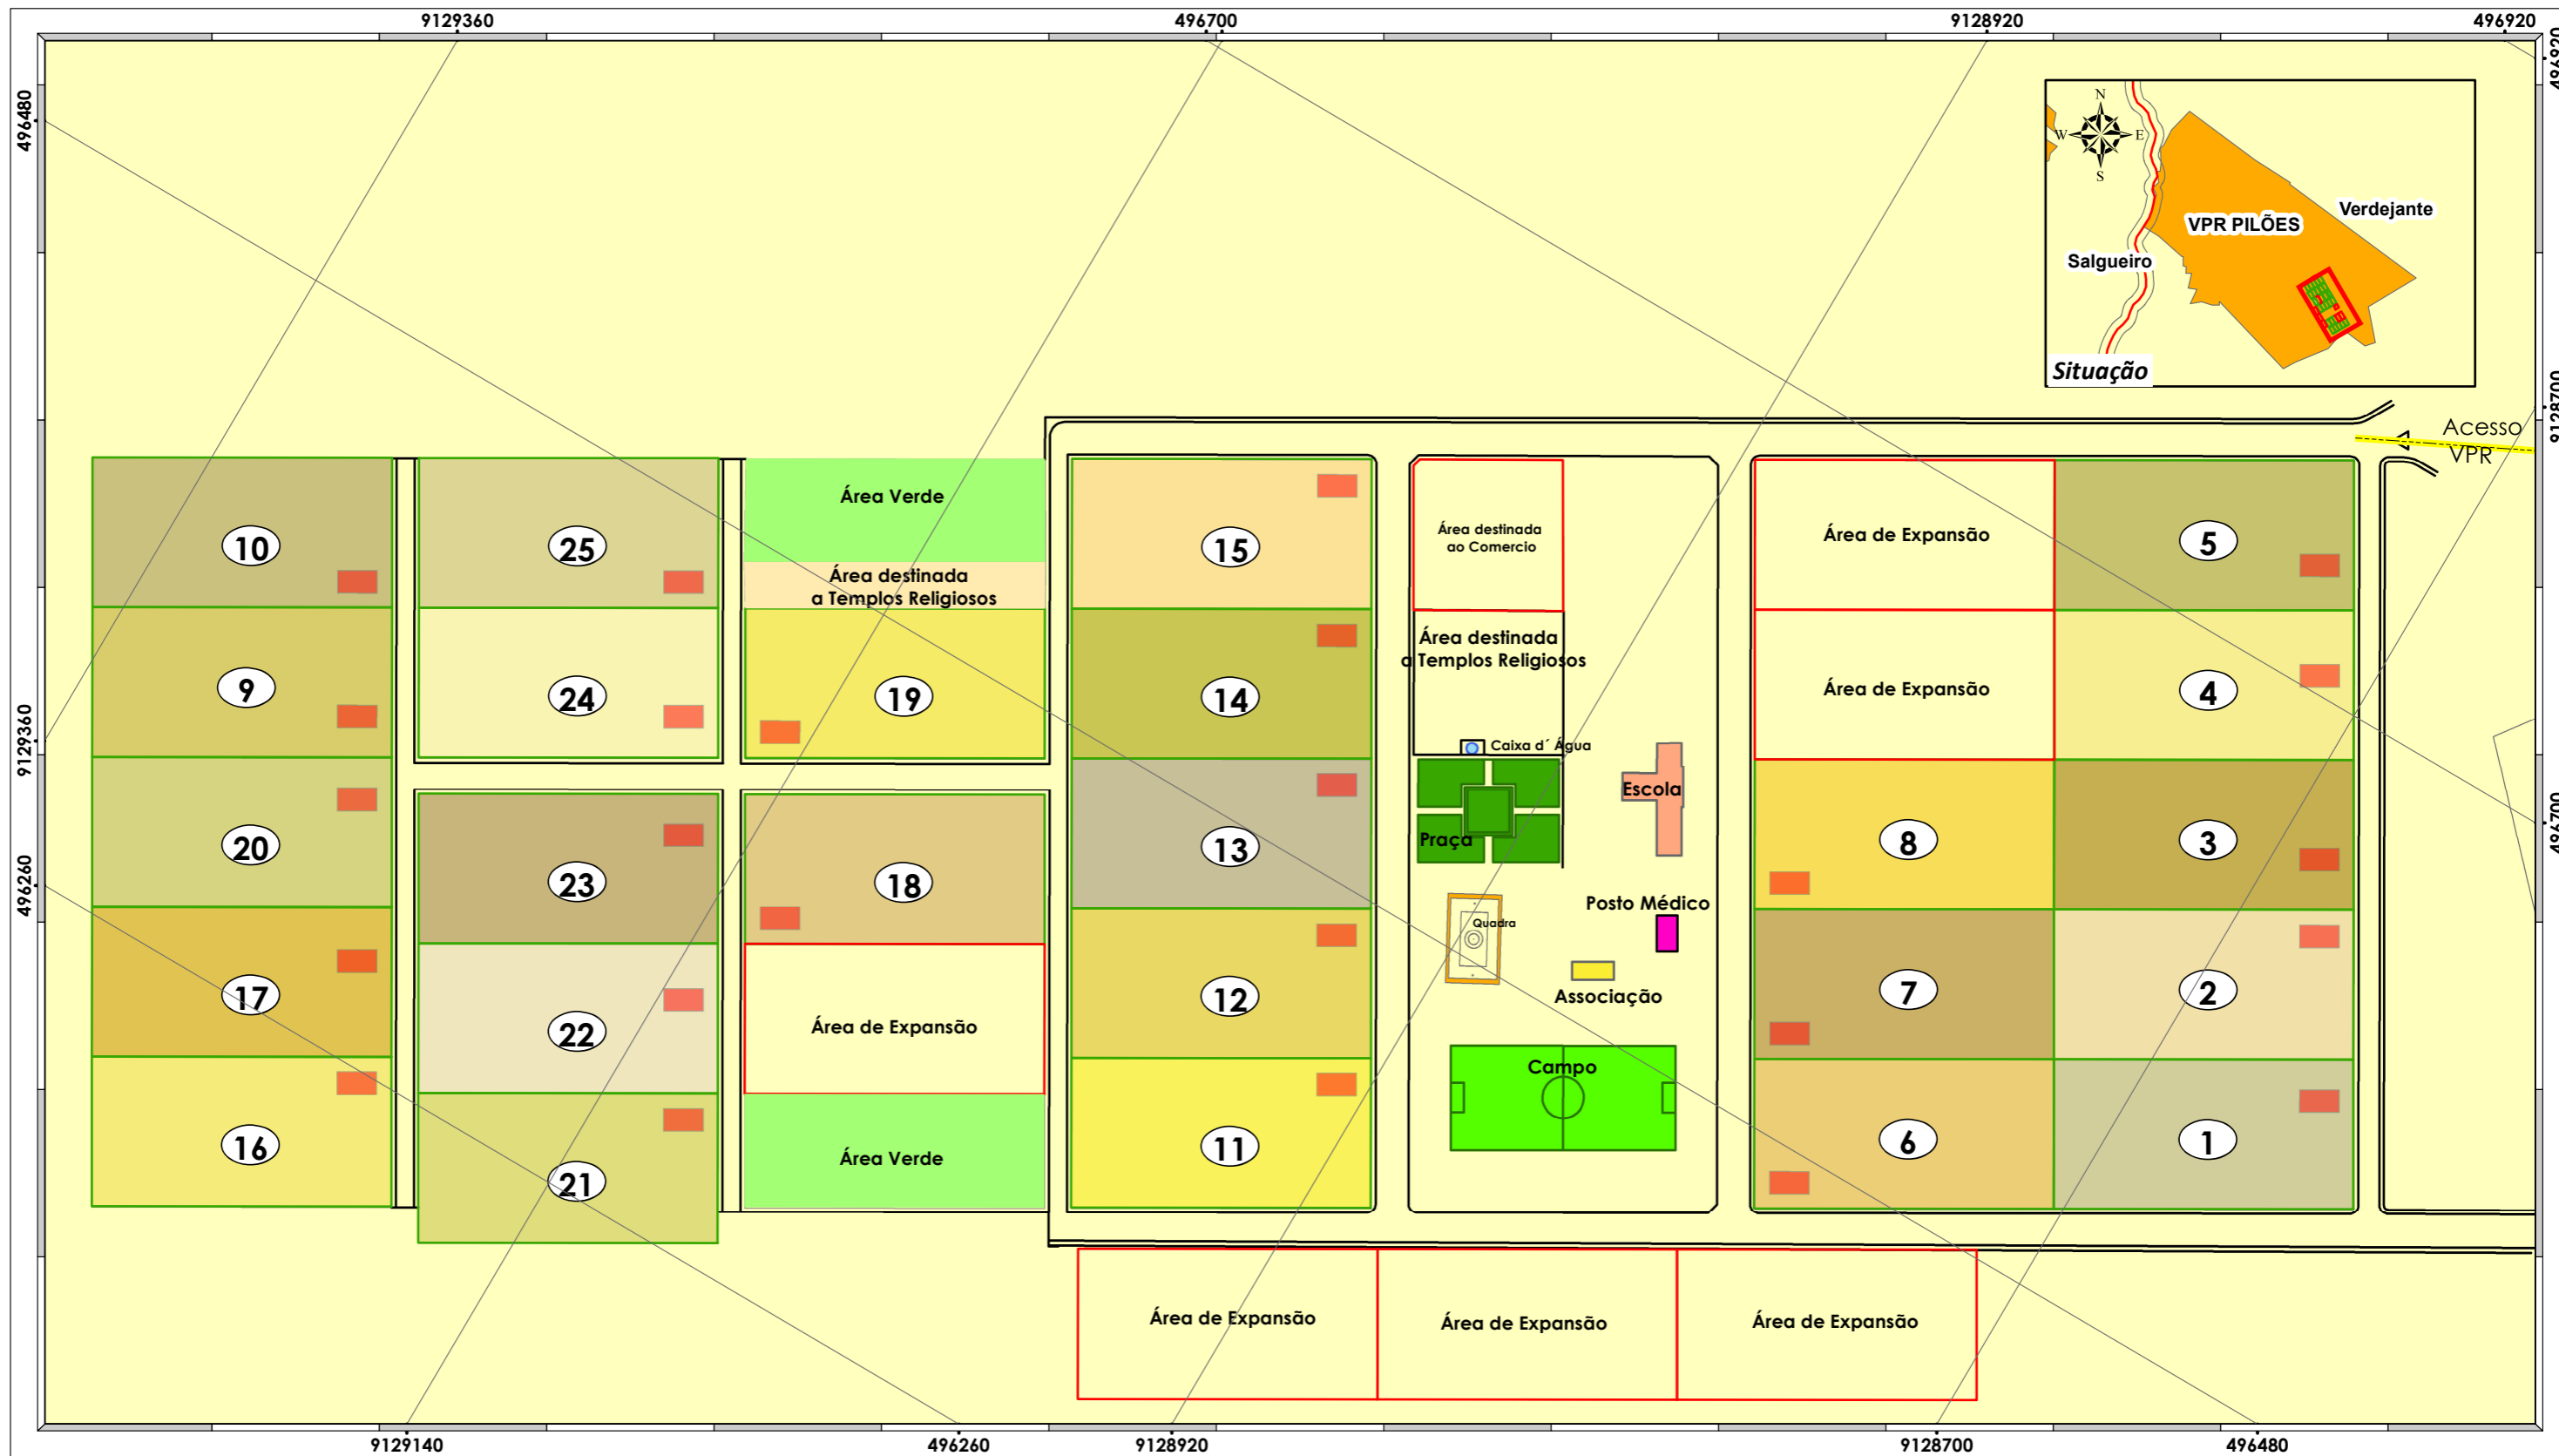 9129360
496700
9128920
496920
496920
496480
N
W
E
S
VPR PILÕES
Verdejante
Salgueiro
Situação
9128700
Acesso
VPR
10
25
Área Verde
Área destinada
a Templos Religiosos
15
Área destinada
ao Comercio
Área de Expansão
5
9
24
19
14
Área destinada
a Templos Religiosos
Área de Expansão
4
9129360
Caixa d´ Água
Escola
496700
20
23
18
13
Praça
8
3
496260
Posto Médico
Quadra
17
22
Área de Expansão
12
Associação
7
2
Campo
16
21
Área Verde
11
6
1
Área de Expansão
Área de Expansão
Área de Expansão
9129140
496260
9128920
9128700
496480